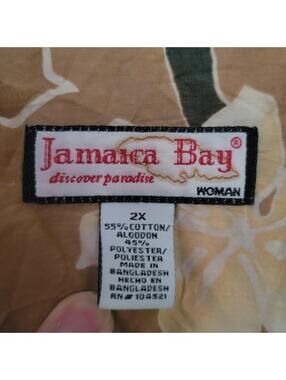 Jamaica Bay®
discover paradise
WOMAN
2X
55% COTTON/
ALGODON
45%
POLYESTER/
POLIESTER
MADE IN
BANGLADESH
HECHO EN
BANGLADESH
RN# 104521